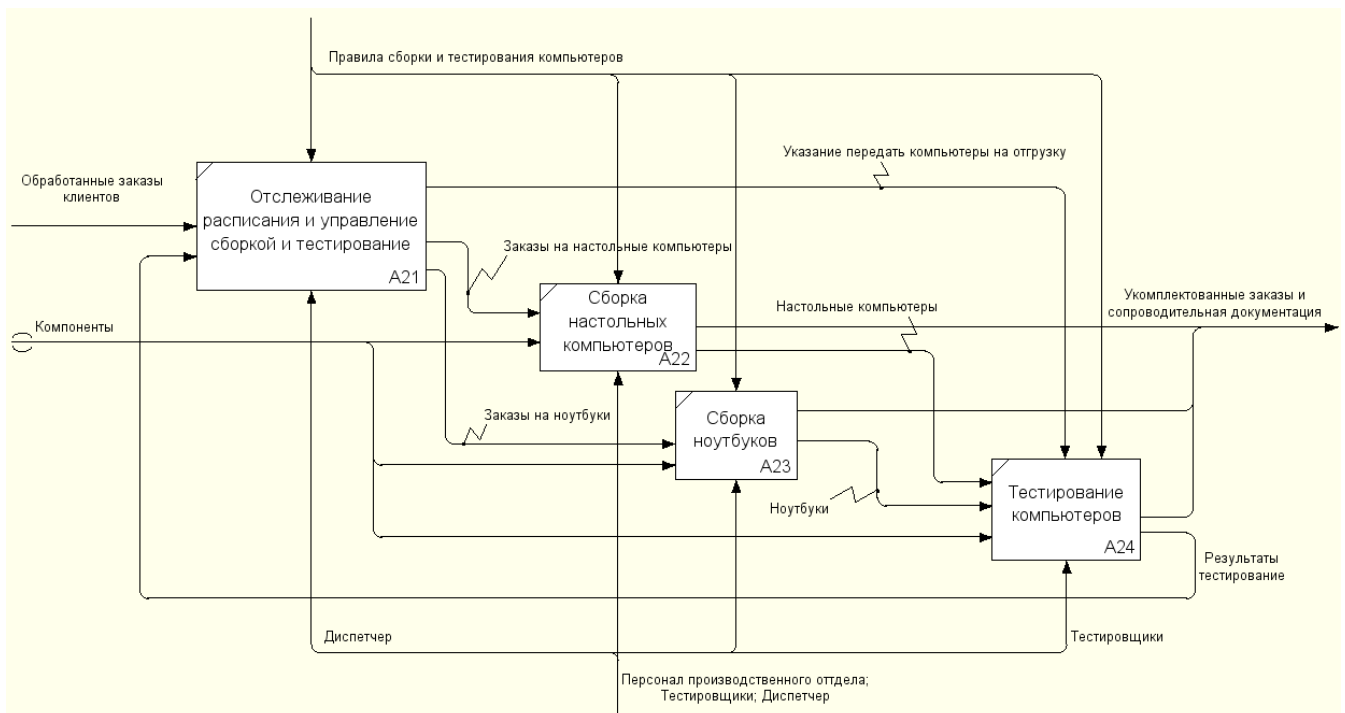 Правила сборки и тестирования компьютеров
Указание передать компьютеры на отгрузку
Обработанные заказы
клиентов
Отслеживание
расписания и управление
сборкой и тестирование
A21
Заказы на настольные компьютеры
Сборка
настольных
компьютеров
A22
Настольные компьютеры
Укомплектованные заказы и
сопроводительная документация
Компоненты
Заказы на ноутбуки
Сборка
ноутбуков
A23
Ноутбуки
Тестирование
компьютеров
A24
Результаты
тестирование
Диспетчер
Тестировщики
Персонал производственного оттдела;
Тестировщики; Диспетчер